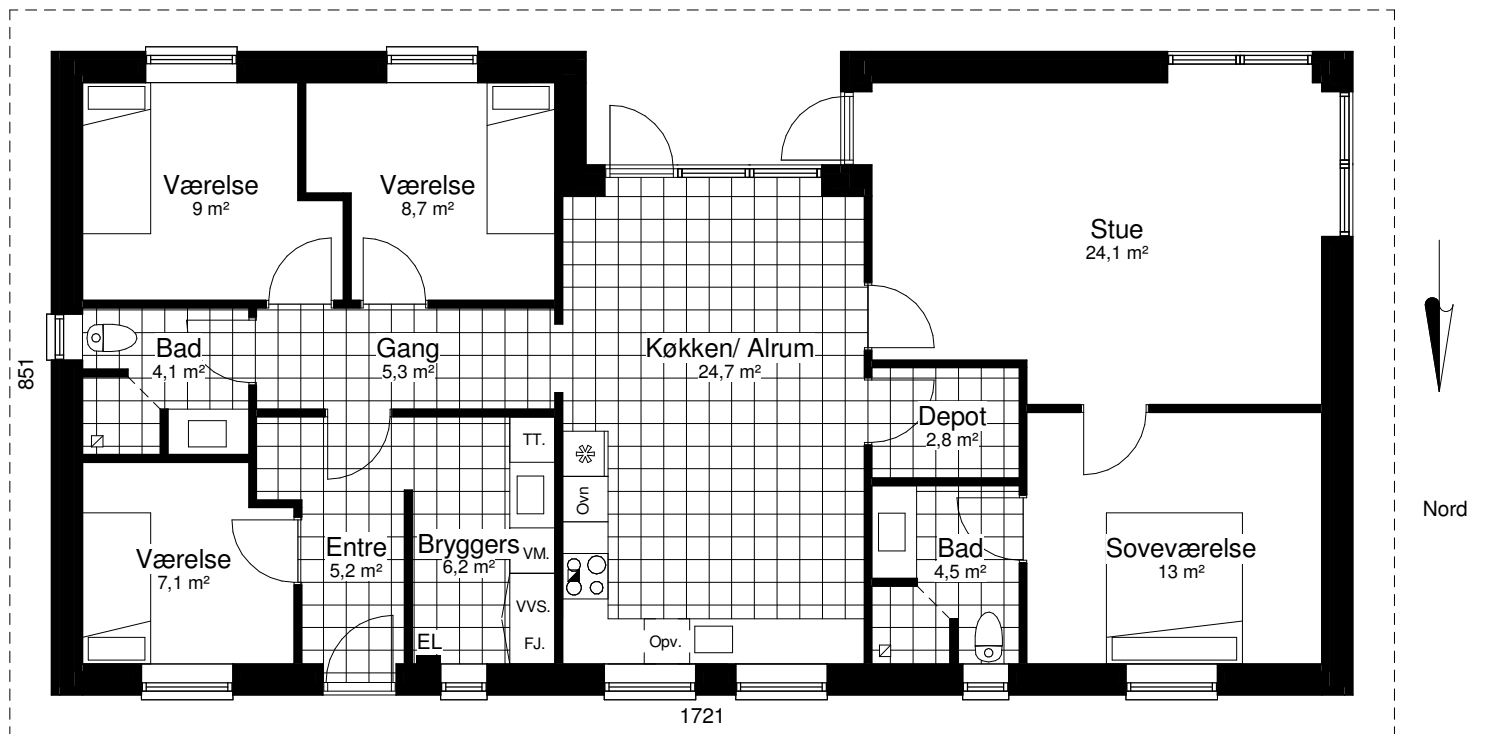 Værelse
9 m²
Værelse
8,7 m²
Stue
24,1 m²
Bad
4,1 m²
Gang
5,3 m²
Køkken/ Alrum
24,7 m²
851
Depot
2,8 m²
TT.
Ovn
Nord
Værelse
7,1 m²
Entre
5,2 m²
Bryggers
6,2 m²
VM.
Bad
4,5 m²
Soveværelse
13 m²
VVS.
EL
FJ.
Opv.
1721